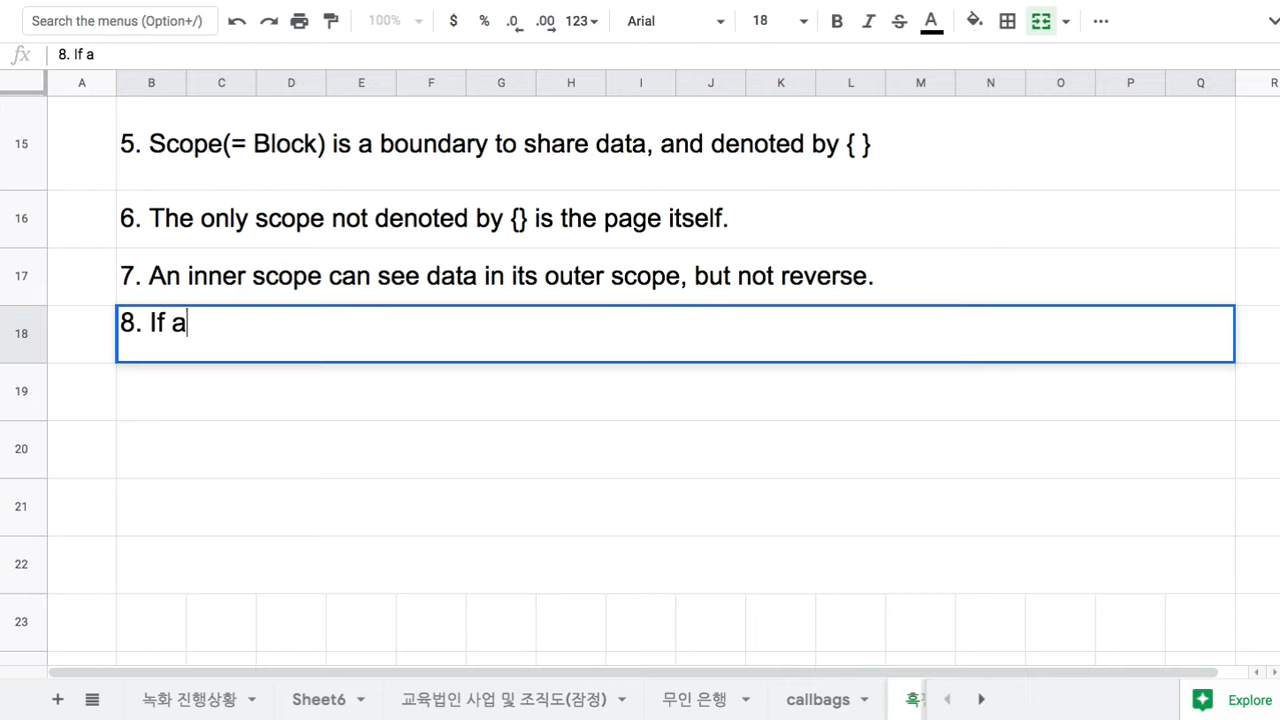 Search the menus (Option+/)
100%
$ % .0 .00 123
Arial
18
B I S A
fx 8. If a
A B C D E F G H I J K L M N O P Q R
15 5. Scope(= Block) is a boundary to share data, and denoted by { }
16 6. The only scope not denoted by {} is the page itself.
17 7. An inner scope can see data in its outer scope, but not reverse.
18 8. If a
19
20
21
22
23
녹화 진행상황 Sheet6 교육법인 사업 및 조직도(잠정) 무인 은행 callbags Explore